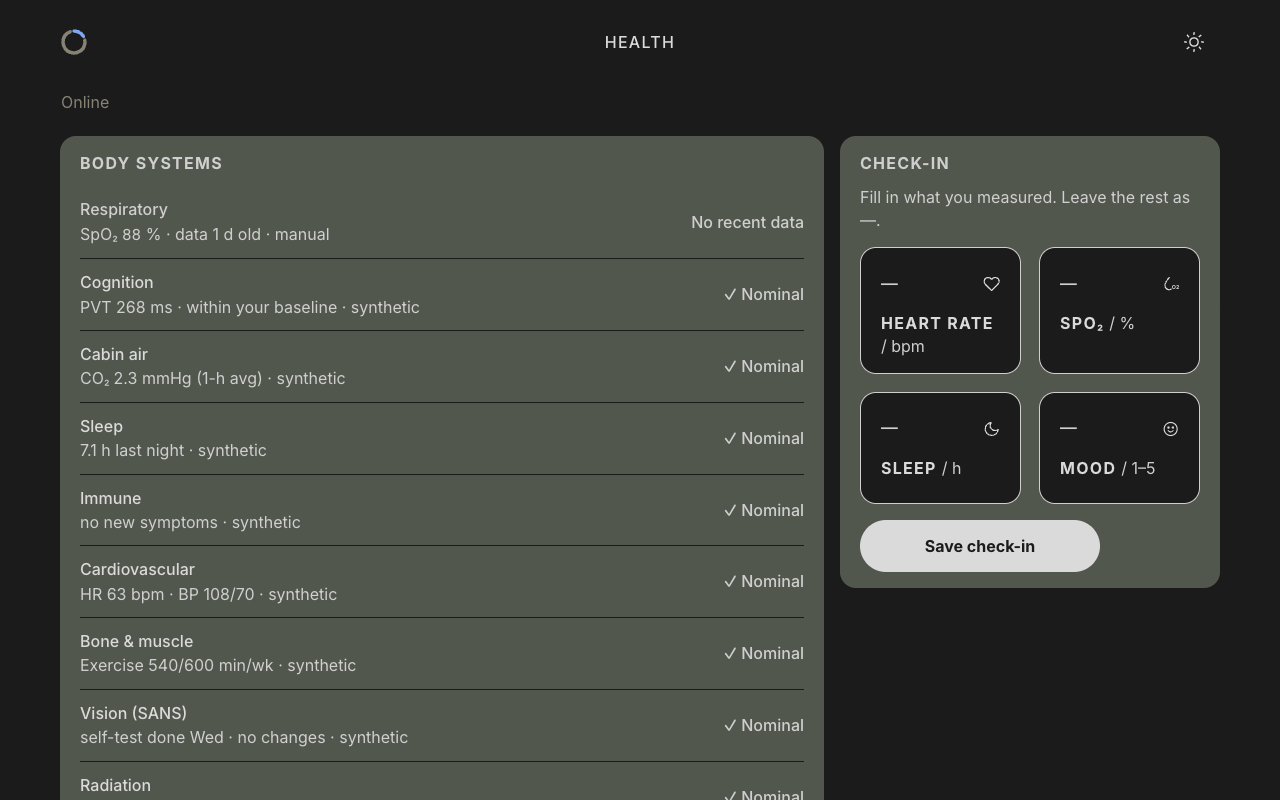 HEALTH
Online
BODY SYSTEMS
Respiratory
SpO₂ 88 % · data 1 d old · manual
No recent data
Cognition
PVT 268 ms · within your baseline · synthetic
✓ Nominal
Cabin air
CO₂ 2.3 mmHg (1-h avg) · synthetic
✓ Nominal
Sleep
7.1 h last night · synthetic
✓ Nominal
Immune
no new symptoms · synthetic
✓ Nominal
Cardiovascular
HR 63 bpm · BP 108/70 · synthetic
✓ Nominal
Bone & muscle
Exercise 540/600 min/wk · synthetic
✓ Nominal
Vision (SANS)
self-test done Wed · no changes · synthetic
✓ Nominal
Radiation
✓ Nominal
CHECK-IN
Fill in what you measured. Leave the rest as
—.
—
HEART RATE
/ bpm
—
O2
SPO₂ / %
—
SLEEP / h
—
MOOD / 1–5
Save check-in